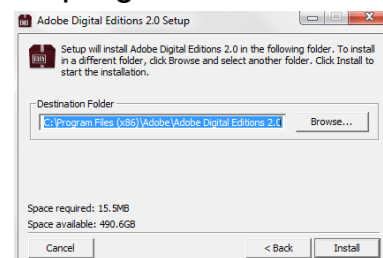 Adobe Digital Editions 2.0 Setup
Setup will install Adobe Digital Editions 2.0 in the following folder. To install
in a different folder, click Browse and select another folder. Click Install to
start the installation.
Destination Folder
C:\Program Files (x86)\Adobe\Adobe Digital Editions 2.0
Browse...
Space required: 15.5MB
Space available: 490.6GB
Cancel
< Back
Install